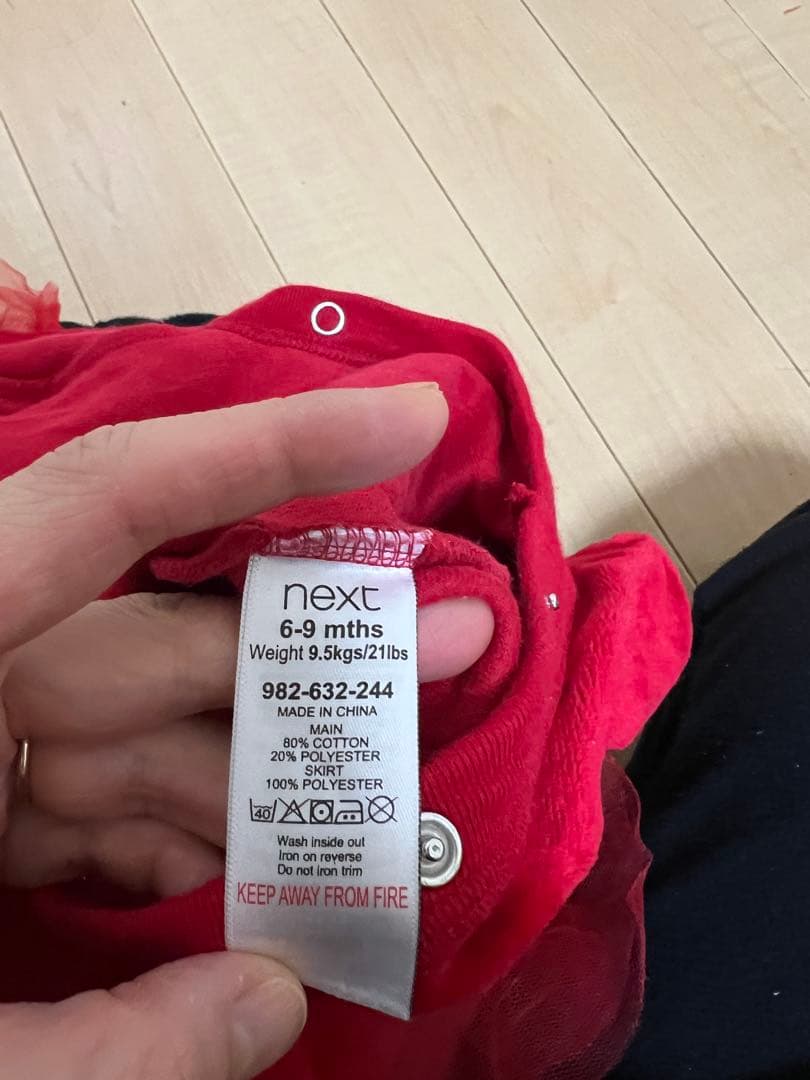 next
6-9 mths
Weight 9.5kgs/21lbs
982-632-244
MADE IN CHINA
MAIN
80% COTTON
20% POLYESTER
SKIRT
100% POLYESTER
40
Wash inside out
Iron on reverse
Do not iron trim
KEEP AWAY FROM FIRE